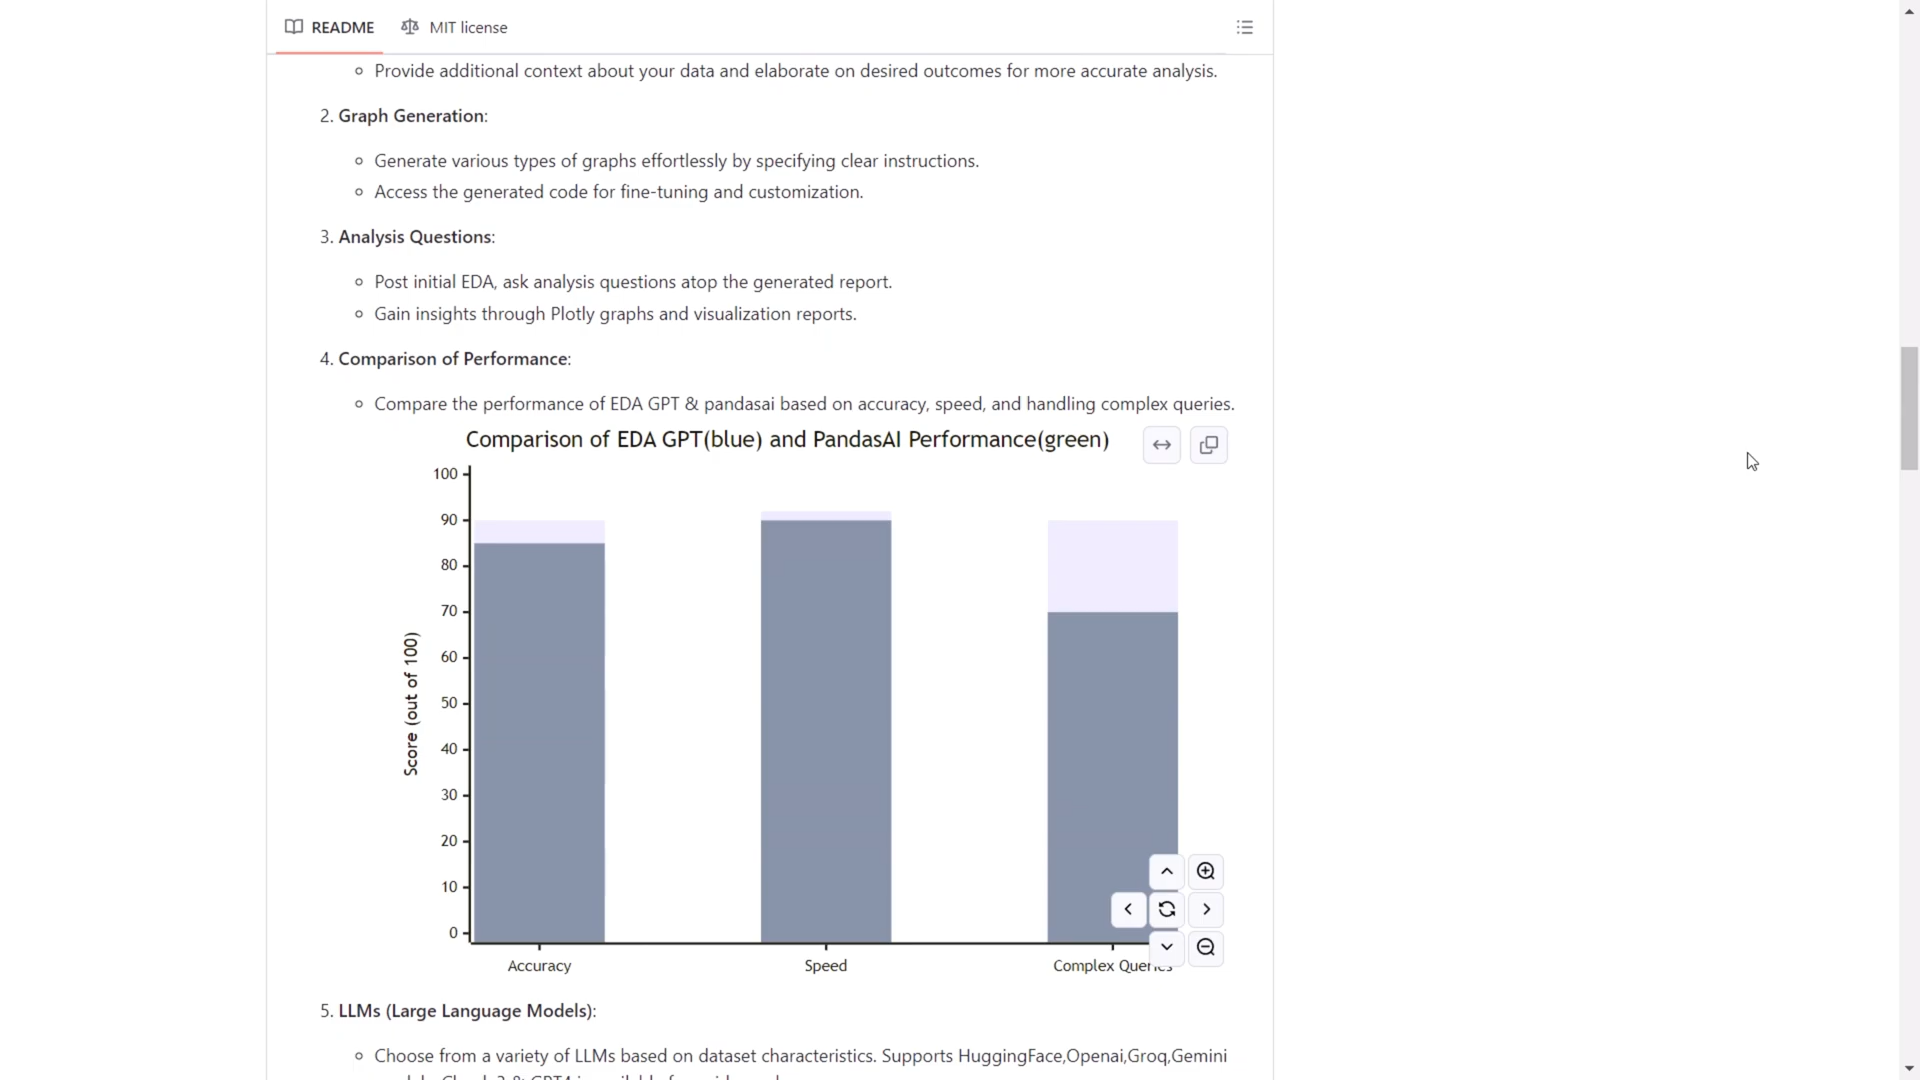 README MIT license
Provide additional context about your data and elaborate on desired outcomes for more accurate analysis.
2. Graph Generation:
Generate various types of graphs effortlessly by specifying clear instructions.
Access the generated code for fine-tuning and customization.
3. Analysis Questions:
Post initial EDA, ask analysis questions atop the generated report.
Gain insights through Plotly graphs and visualization reports.
4. Comparison of Performance:
Compare the performance of EDA GPT & pandasai based on accuracy, speed, and handling complex queries.
Comparison of EDA GPT(blue) and PandasAI Performance(green)
100
90
80
70
60
50
40
30
20
10
0
Score (out of 100)
Accuracy Speed Complex Queries
5. LLMs (Large Language Models):
Choose from a variety of LLMs based on dataset characteristics. Supports HuggingFace,Openai,Groq,Gemini